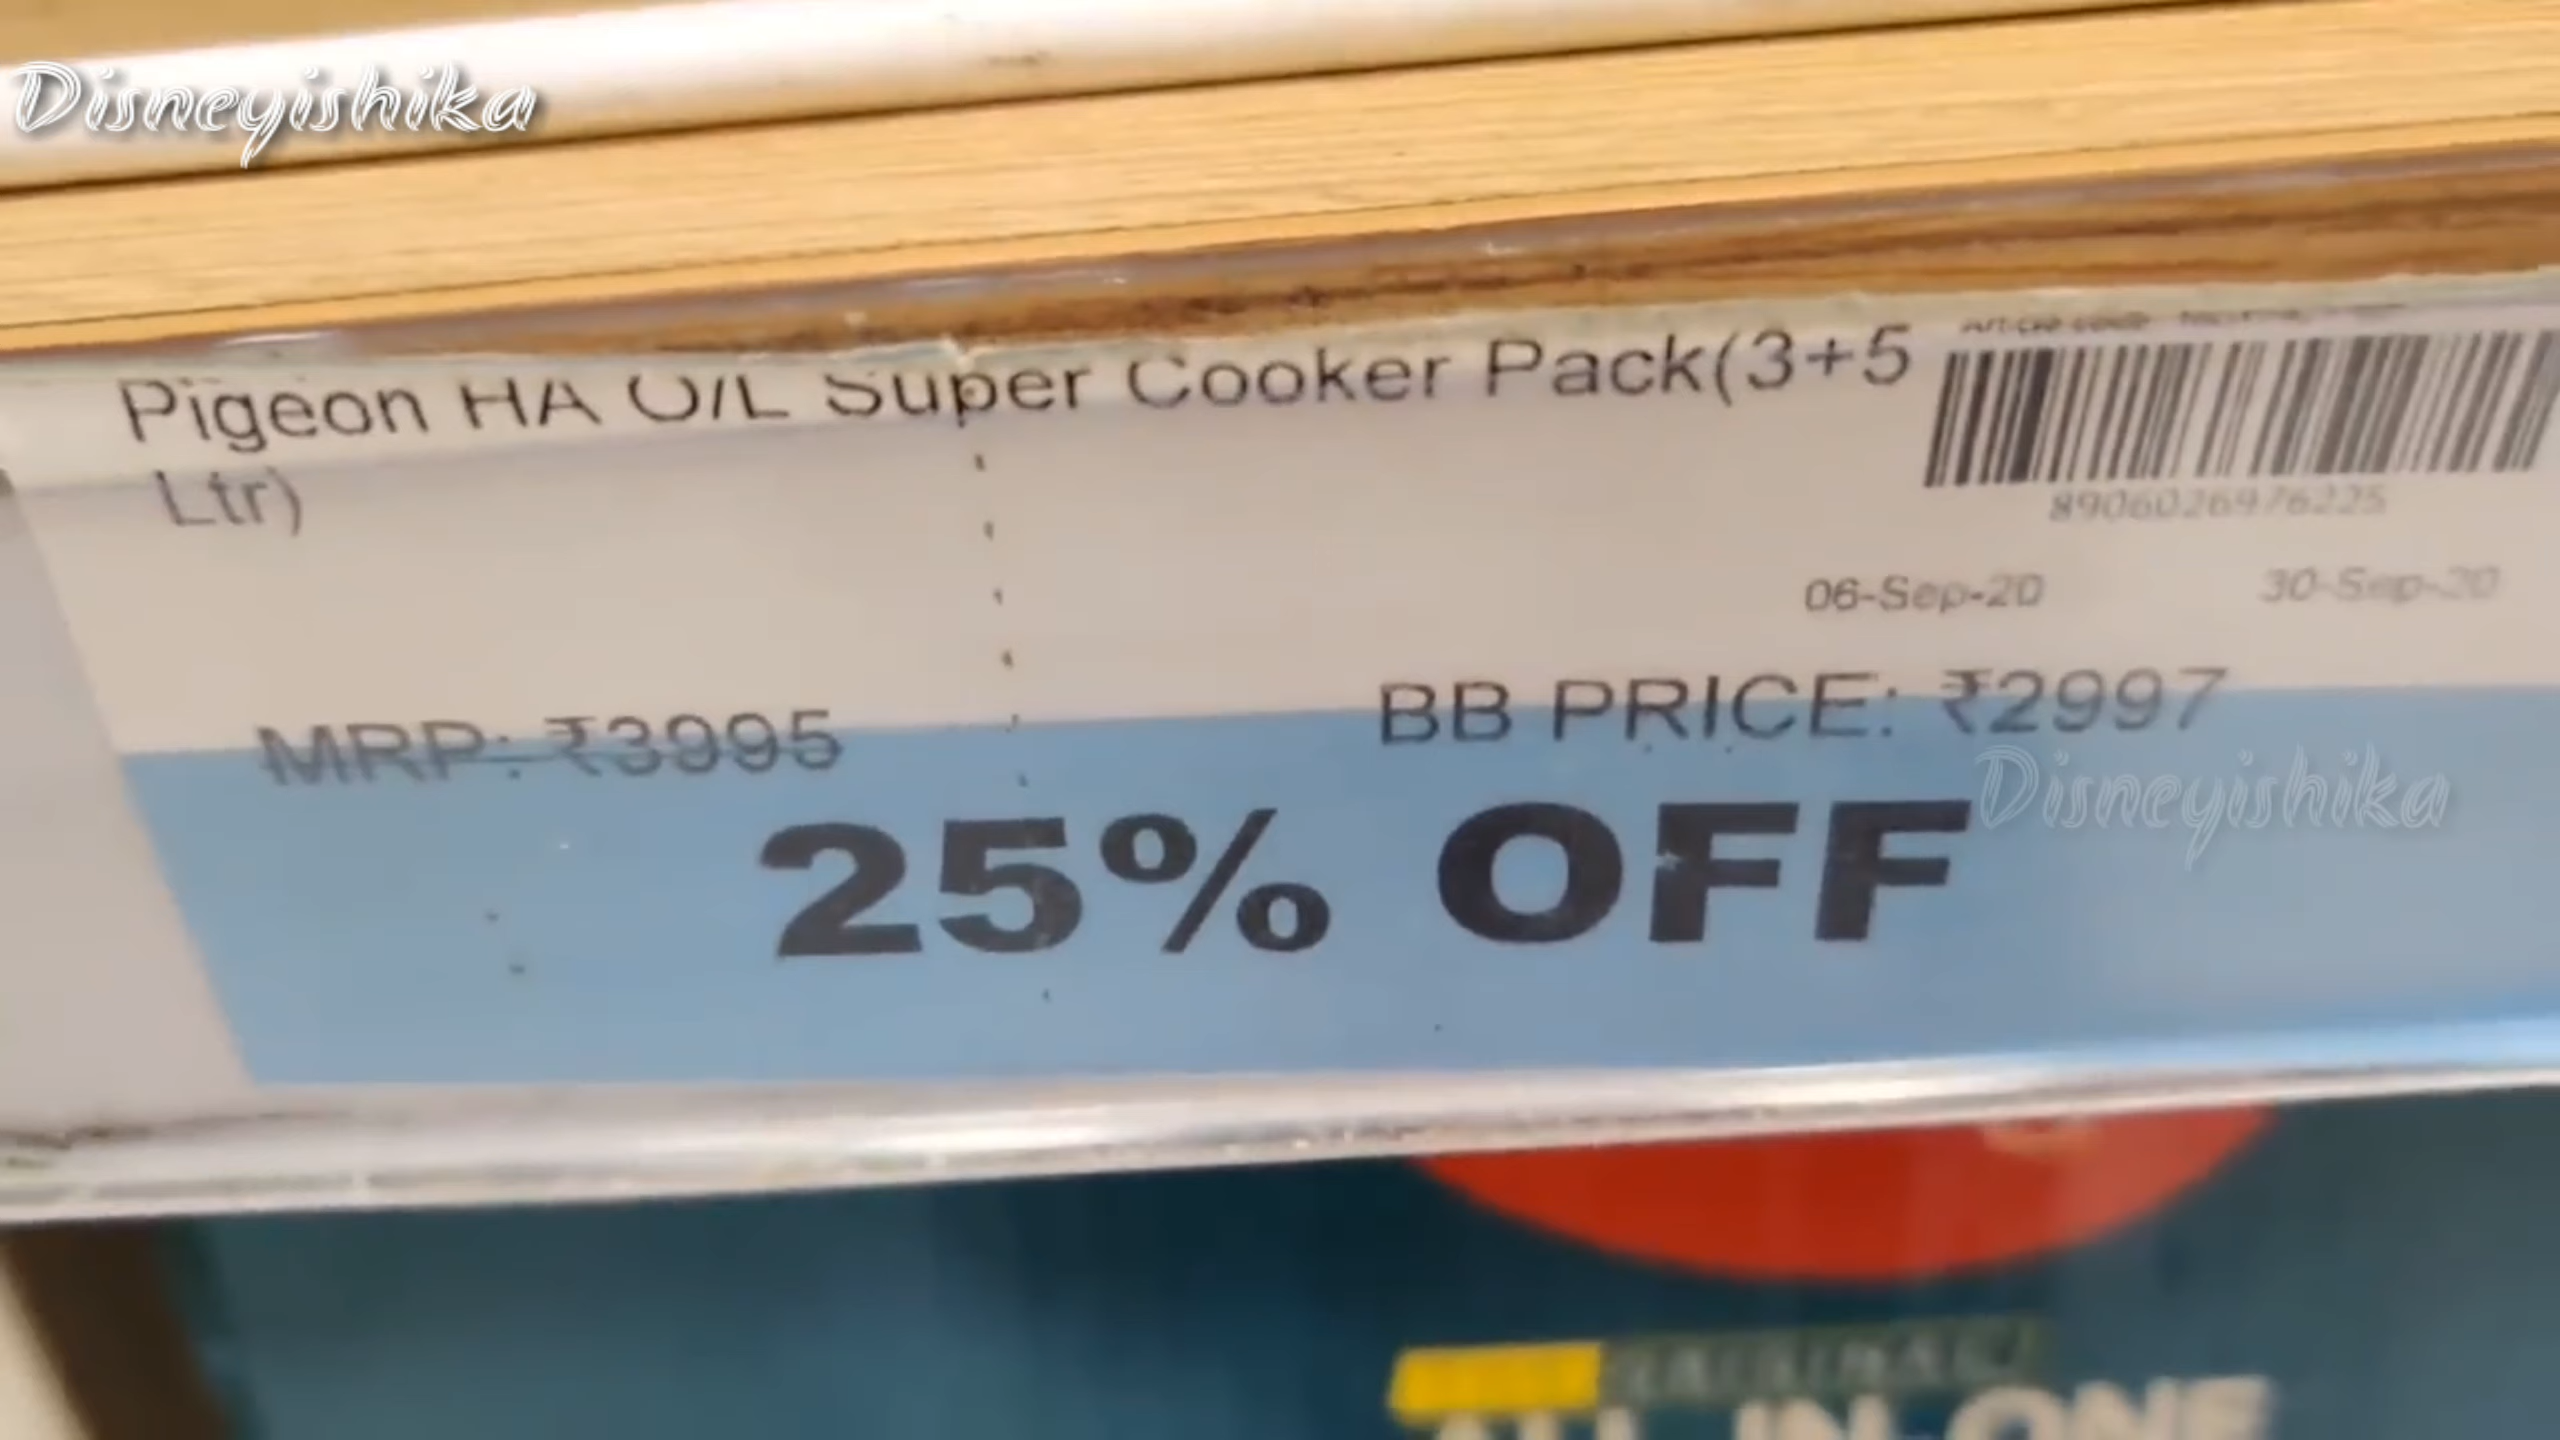 Disneyishika
Pigeon HA O/L Super Cooker Pack(3+5
Ltr)
8906026976225
06-Sep-20 30-Sep-20
MRP: ₹3995 BB PRICE: ₹2997
Disneyishika
25% OFF
ALL-IN-ONE